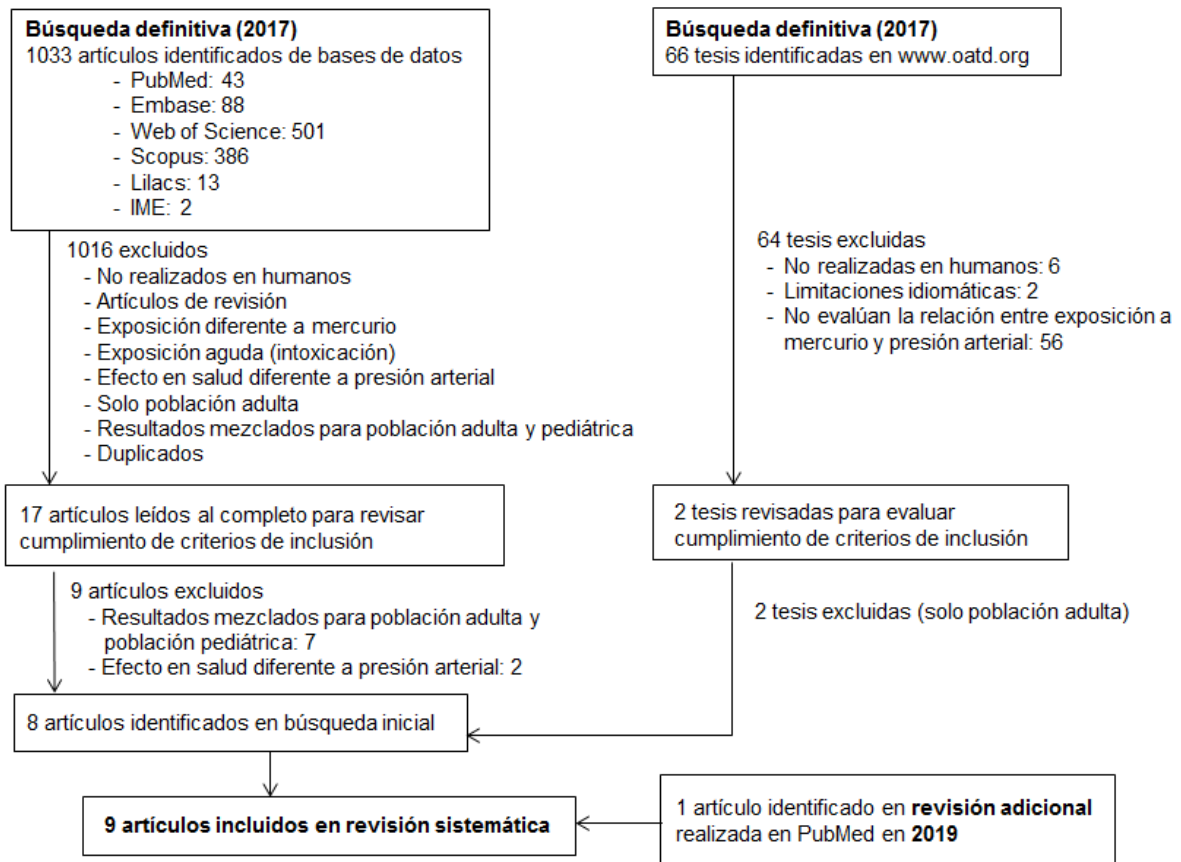 Búsqueda definitiva (2017)
1033 artículos identificados de bases de datos
- PubMed: 43
- Embase: 88
- Web of Science: 501
- Scopus: 386
- Lilacs: 13
- IME: 2
Búsqueda definitiva (2017)
66 tesis identificadas en www.oatd.org
1016 excluidos
- No realizados en humanos
- Artículos de revisión
- Exposición diferente a mercurio
- Exposición aguda (intoxicación)
- Efecto en salud diferente a presión arterial
- Solo población adulta
- Resultados mezclados para población adulta y pediátrica
- Duplicados
64 tesis excluidas
- No realizadas en humanos: 6
- Limitaciones idiomáticas: 2
- No evalúan la relación entre exposición a
mercurio y presión arterial: 56
17 artículos leídos al completo para revisar
cumplimiento de criterios de inclusión
2 tesis revisadas para evaluar
cumplimiento de criterios de inclusión
9 artículos excluidos
- Resultados mezclados para población adulta y
población pediátrica: 7
- Efecto en salud diferente a presión arterial: 2
2 tesis excluidas (solo población adulta)
8 artículos identificados en búsqueda inicial
9 artículos incluidos en revisión sistemática
1 artículo identificado en revisión adicional
realizada en PubMed en 2019